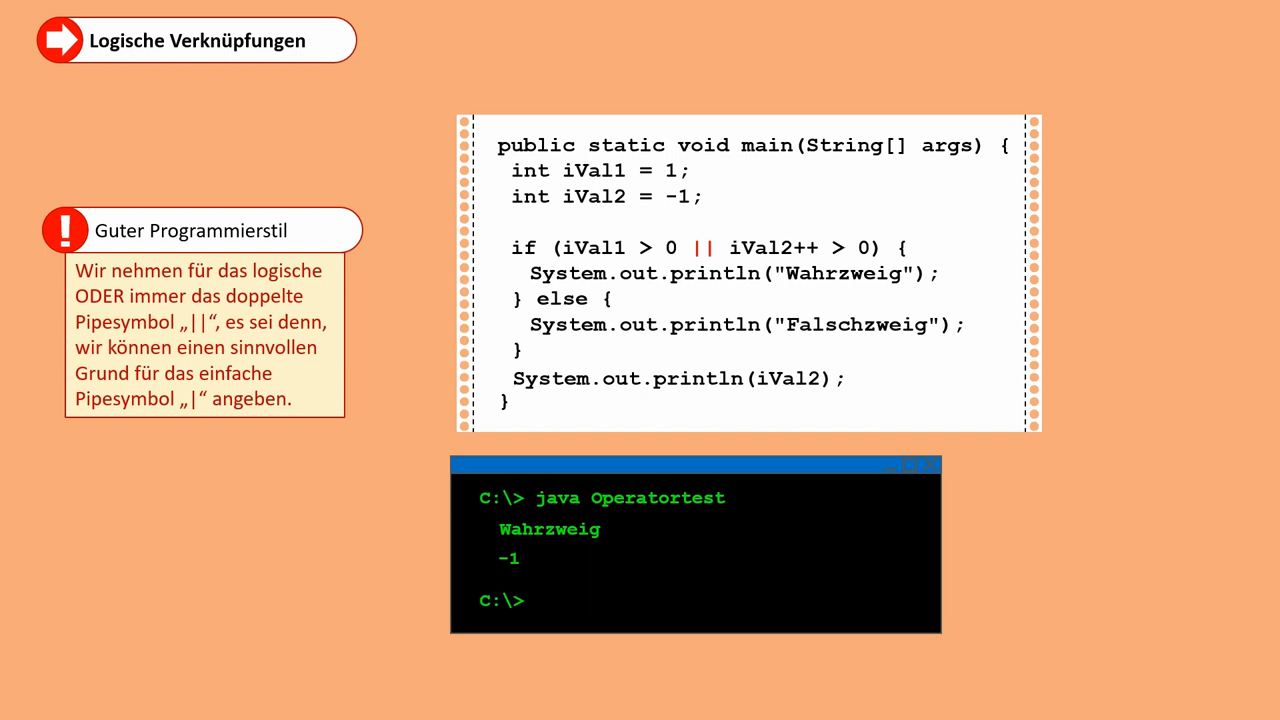 Logische Verknüpfungen
Guter Programmierstil
Wir nehmen für das logische
ODER immer das doppelte
Pipesymbol „||“, es sei denn,
wir können einen sinnvollen
Grund für das einfache
Pipesymbol „|“ angeben.
public static void main(String[] args) {
int iVal1 = 1;
int iVal2 = -1;
if (iVal1 > 0 || iVal2++ > 0) {
System.out.println("Wahrzweig");
} else {
System.out.println("Falschzweig");
}
System.out.println(iVal2);
}
C:\> java Operatortest
Wahrzweig
-1
C:\>